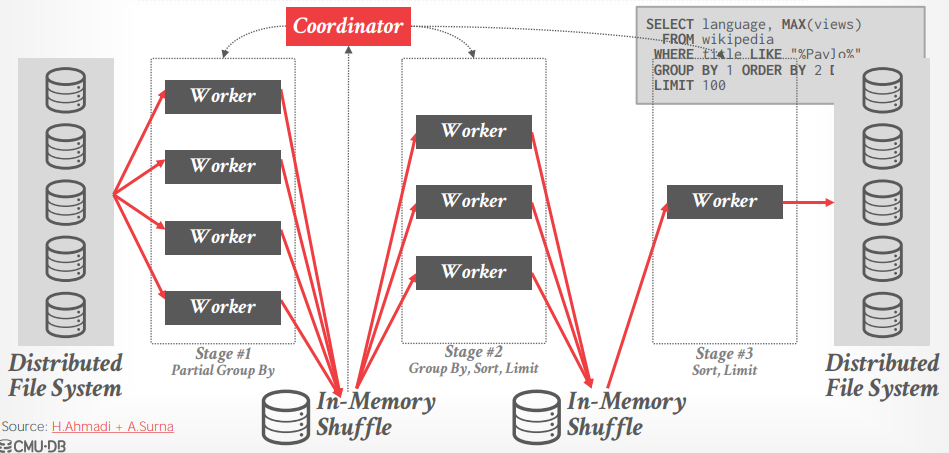 Coordinator
SELECT language, MAX(views)
FROM wikipedia
WHERE title LIKE "%Pavlo%"
GROUP BY 1 ORDER BY 2
LIMIT 100
Worker
Worker
Worker
Worker
Stage #1
Partial Group By
Worker
Worker
Worker
Stage #2
Group By, Sort, Limit
Worker
Stage #3
Sort, Limit
Distributed
File System
Distributed
File System
In-Memory
Shuffle
In-Memory
Shuffle
Source: H.Ahmadi + A.Surna
CMU·DB